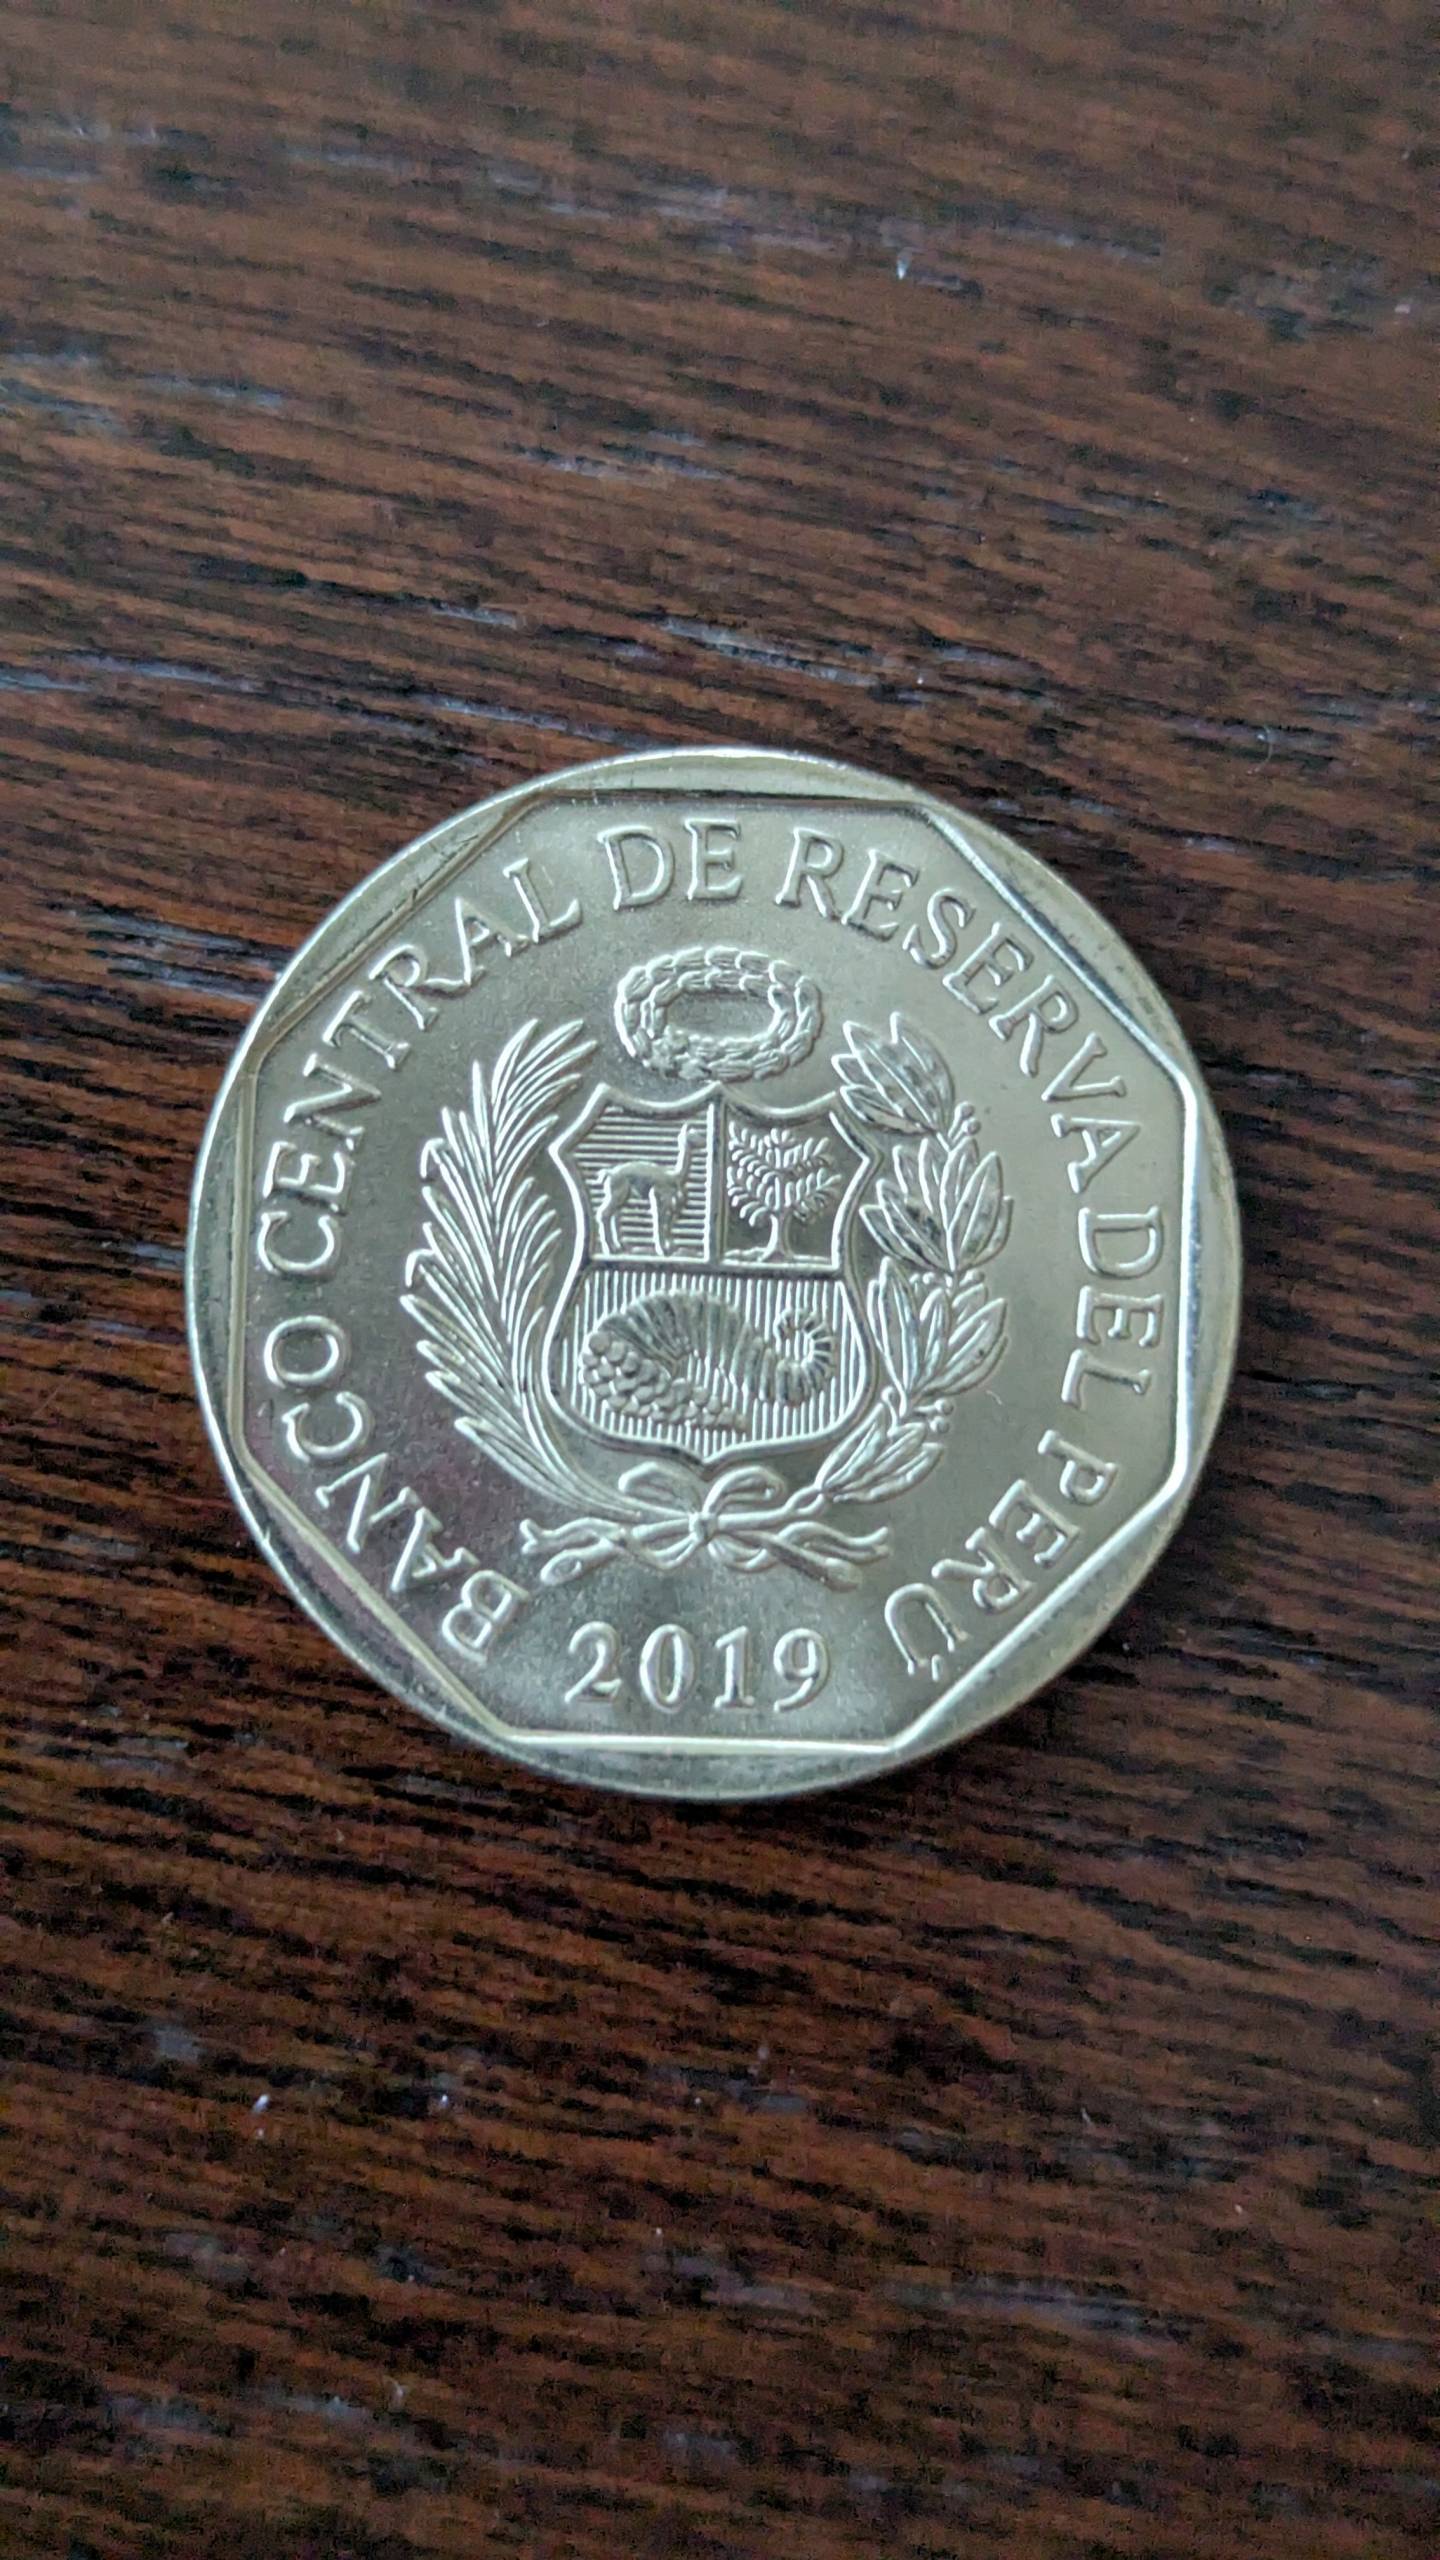 BANCO CENTRAL DE RESERVA DEL PERÚ
2019